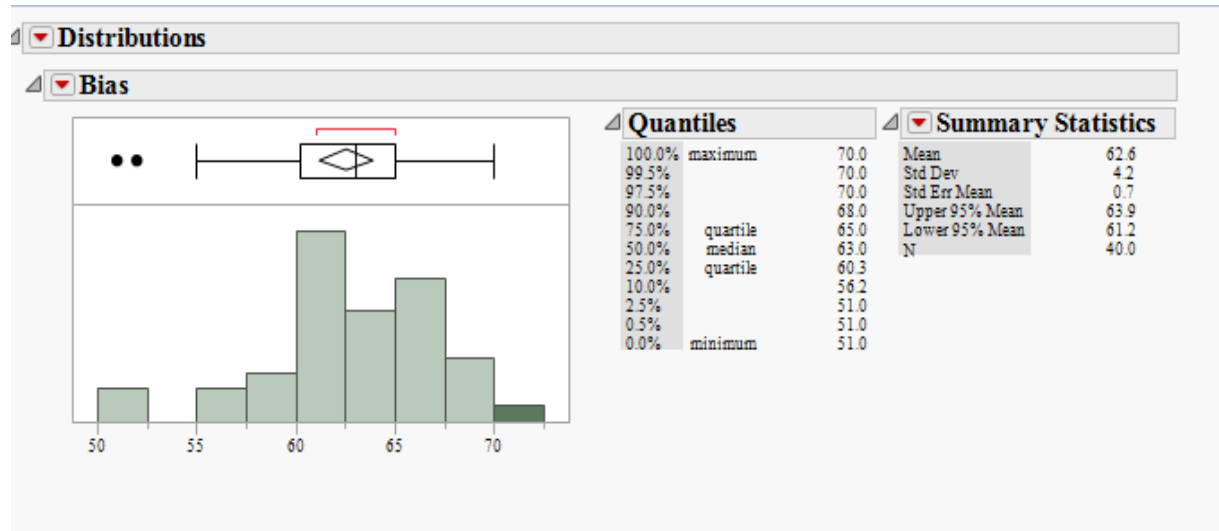 Distributions
Bias
50 55 60 65 70
Quantiles
100.0% maximum 70.0
99.5% 70.0
97.5% 70.0
90.0% 68.0
75.0% quartile 65.0
50.0% median 63.0
25.0% quartile 60.3
10.0% 56.2
2.5% 51.0
0.5% 51.0
0.0% minimum 51.0
Summary Statistics
Mean 62.6
Std Dev 4.2
Std Err Mean 0.7
Upper 95% Mean 63.9
Lower 95% Mean 61.2
N 40.0